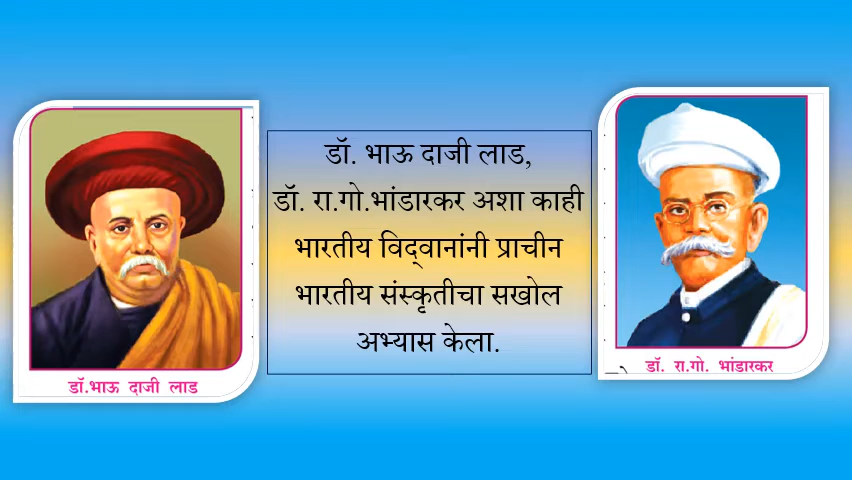 डॉ. भाऊ दाजी लाड,
डॉ. रा.गो.भांडारकर अशा काही
भारतीय विद्‌वानांनी प्राचीन
भारतीय संस्कृतीचा सखोल
अभ्यास केला.
डॉ.भाऊ दाजी लाड
डॉ. रा.गो. भांडारकर